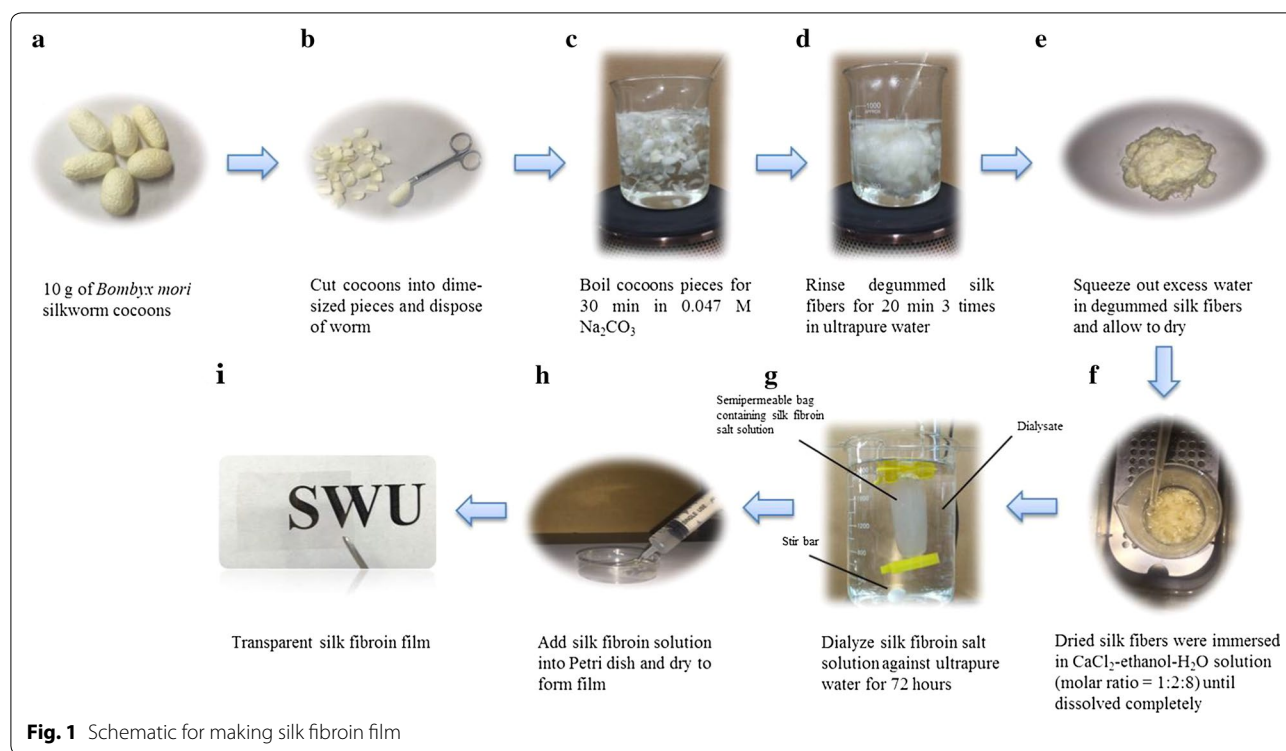 a
b
c
d
e
10 g of Bombyx mori
silkworm cocoons
Cut cocoons into dime-
sized pieces and dispose
of worm
Boil cocoons pieces for
30 min in 0.047 M
Na₂CO₃
Rinse degummed silk
fibers for 20 min 3 times
in ultrapure water
Squeeze out excess water
in degummed silk fibers
and allow to dry
i
h
g
f
Semipermeable bag
containing silk fibroin
salt solution
Dialysate
Stir bar
SWU
Transparent silk fibroin
film
Add silk fibroin solution
into Petri dish and dry to
form film
Dialyze silk fibroin salt
solution against ultrapure
water for 72 hours
Dried silk fibers were immersed
in CaCl₂-ethanol-H₂O solution
(molar ratio = 1:2:8) until
dissolved completely
Fig. 1 Schematic for making silk fibroin film